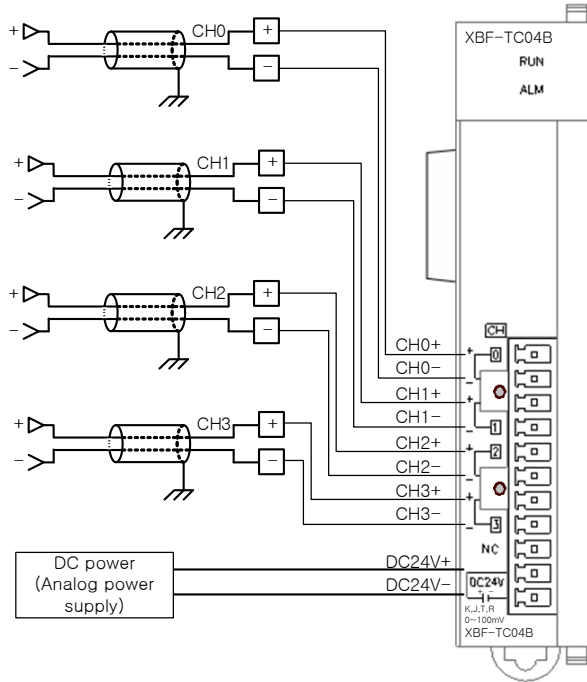 XBF-TC04B
RUN
ALM
+ CH0 +
- -
+ CH1 +
- -
+ CH2 +
- -
+ CH3 +
- -
CH
CH0+ + 0
CH0- -
CH1+ +
CH1- - 1
CH2+ + 2
CH2- -
CH3+ +
CH3- - 3
NC
DC power
(Analog power
supply)
DC24V+
DC24V-
DC24V
+ -
K,J,T,R
0~100mV
XBF-TC04B